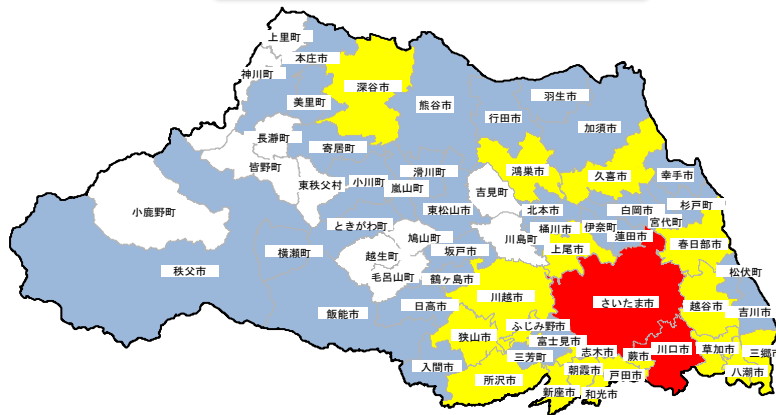 上里町
本庄市
神川町
深谷市
美里町
熊谷市
羽生市
行田市
加須市
長瀞町
寄居町
皆野町
滑川町
鴻巣市
久喜市
幸手市
東秩父村
小川町
嵐山町
吉見町
小鹿野町
東松山市
北本市
白岡市
杉戸町
ときがわ町
桶川市
伊奈町
宮代町
蓮田市
秩父市
横瀬町
鳩山町
川島町
上尾市
春日部市
越生町
坂戸市
毛呂山町
鶴ヶ島市
松伏町
川越市
さいたま市
日高市
越谷市
吉川市
飯能市
ふじみ野市
狭山市
富士見市
三芳町
志木市
蕨市
川口市
草加市
三郷市
入間市
朝霞市
戸田市
八潮市
所沢市
新座市
和光市